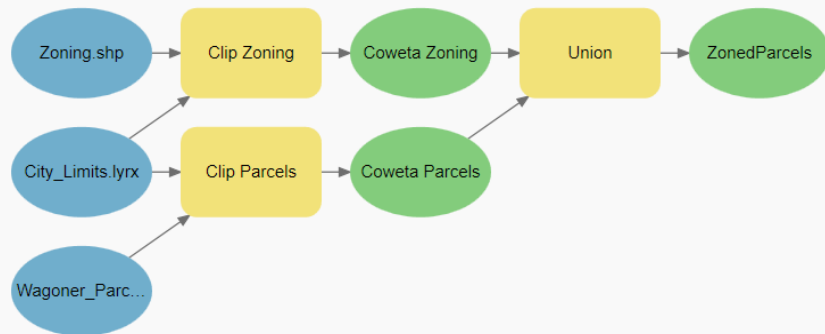 Zoning.shp
Clip Zoning
Coweta Zoning
Union
ZonedParcels
City_Limits.lyrx
Clip Parcels
Coweta Parcels
Wagoner_Parc...